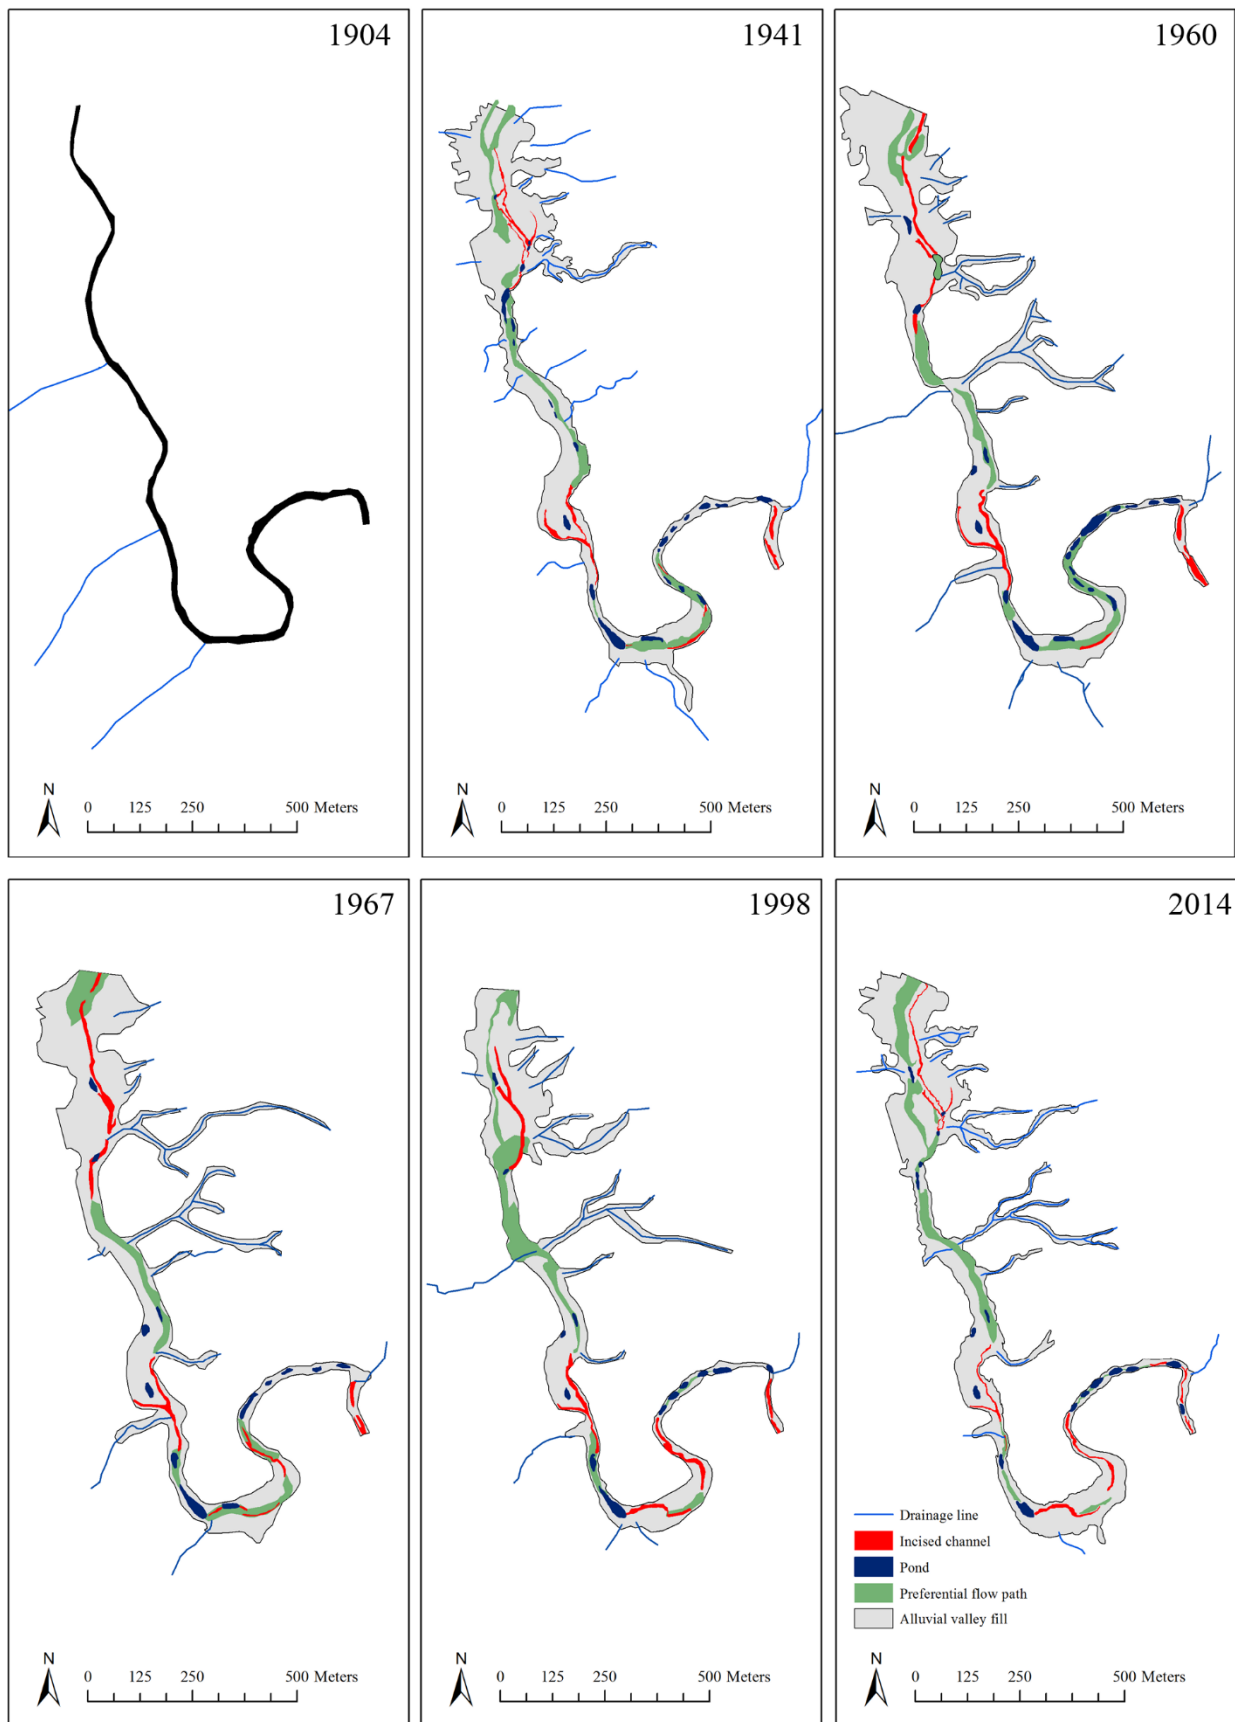 1904
N
0 125 250 500 Meters
1941
N
0 125 250 500 Meters
1960
N
0 125 250 500 Meters
1967
N
0 125 250 500 Meters
1998
N
0 125 250 500 Meters
2014
Drainage line
Incised channel
Pond
Preferential flow path
Alluvial valley fill
N
0 125 250 500 Meters